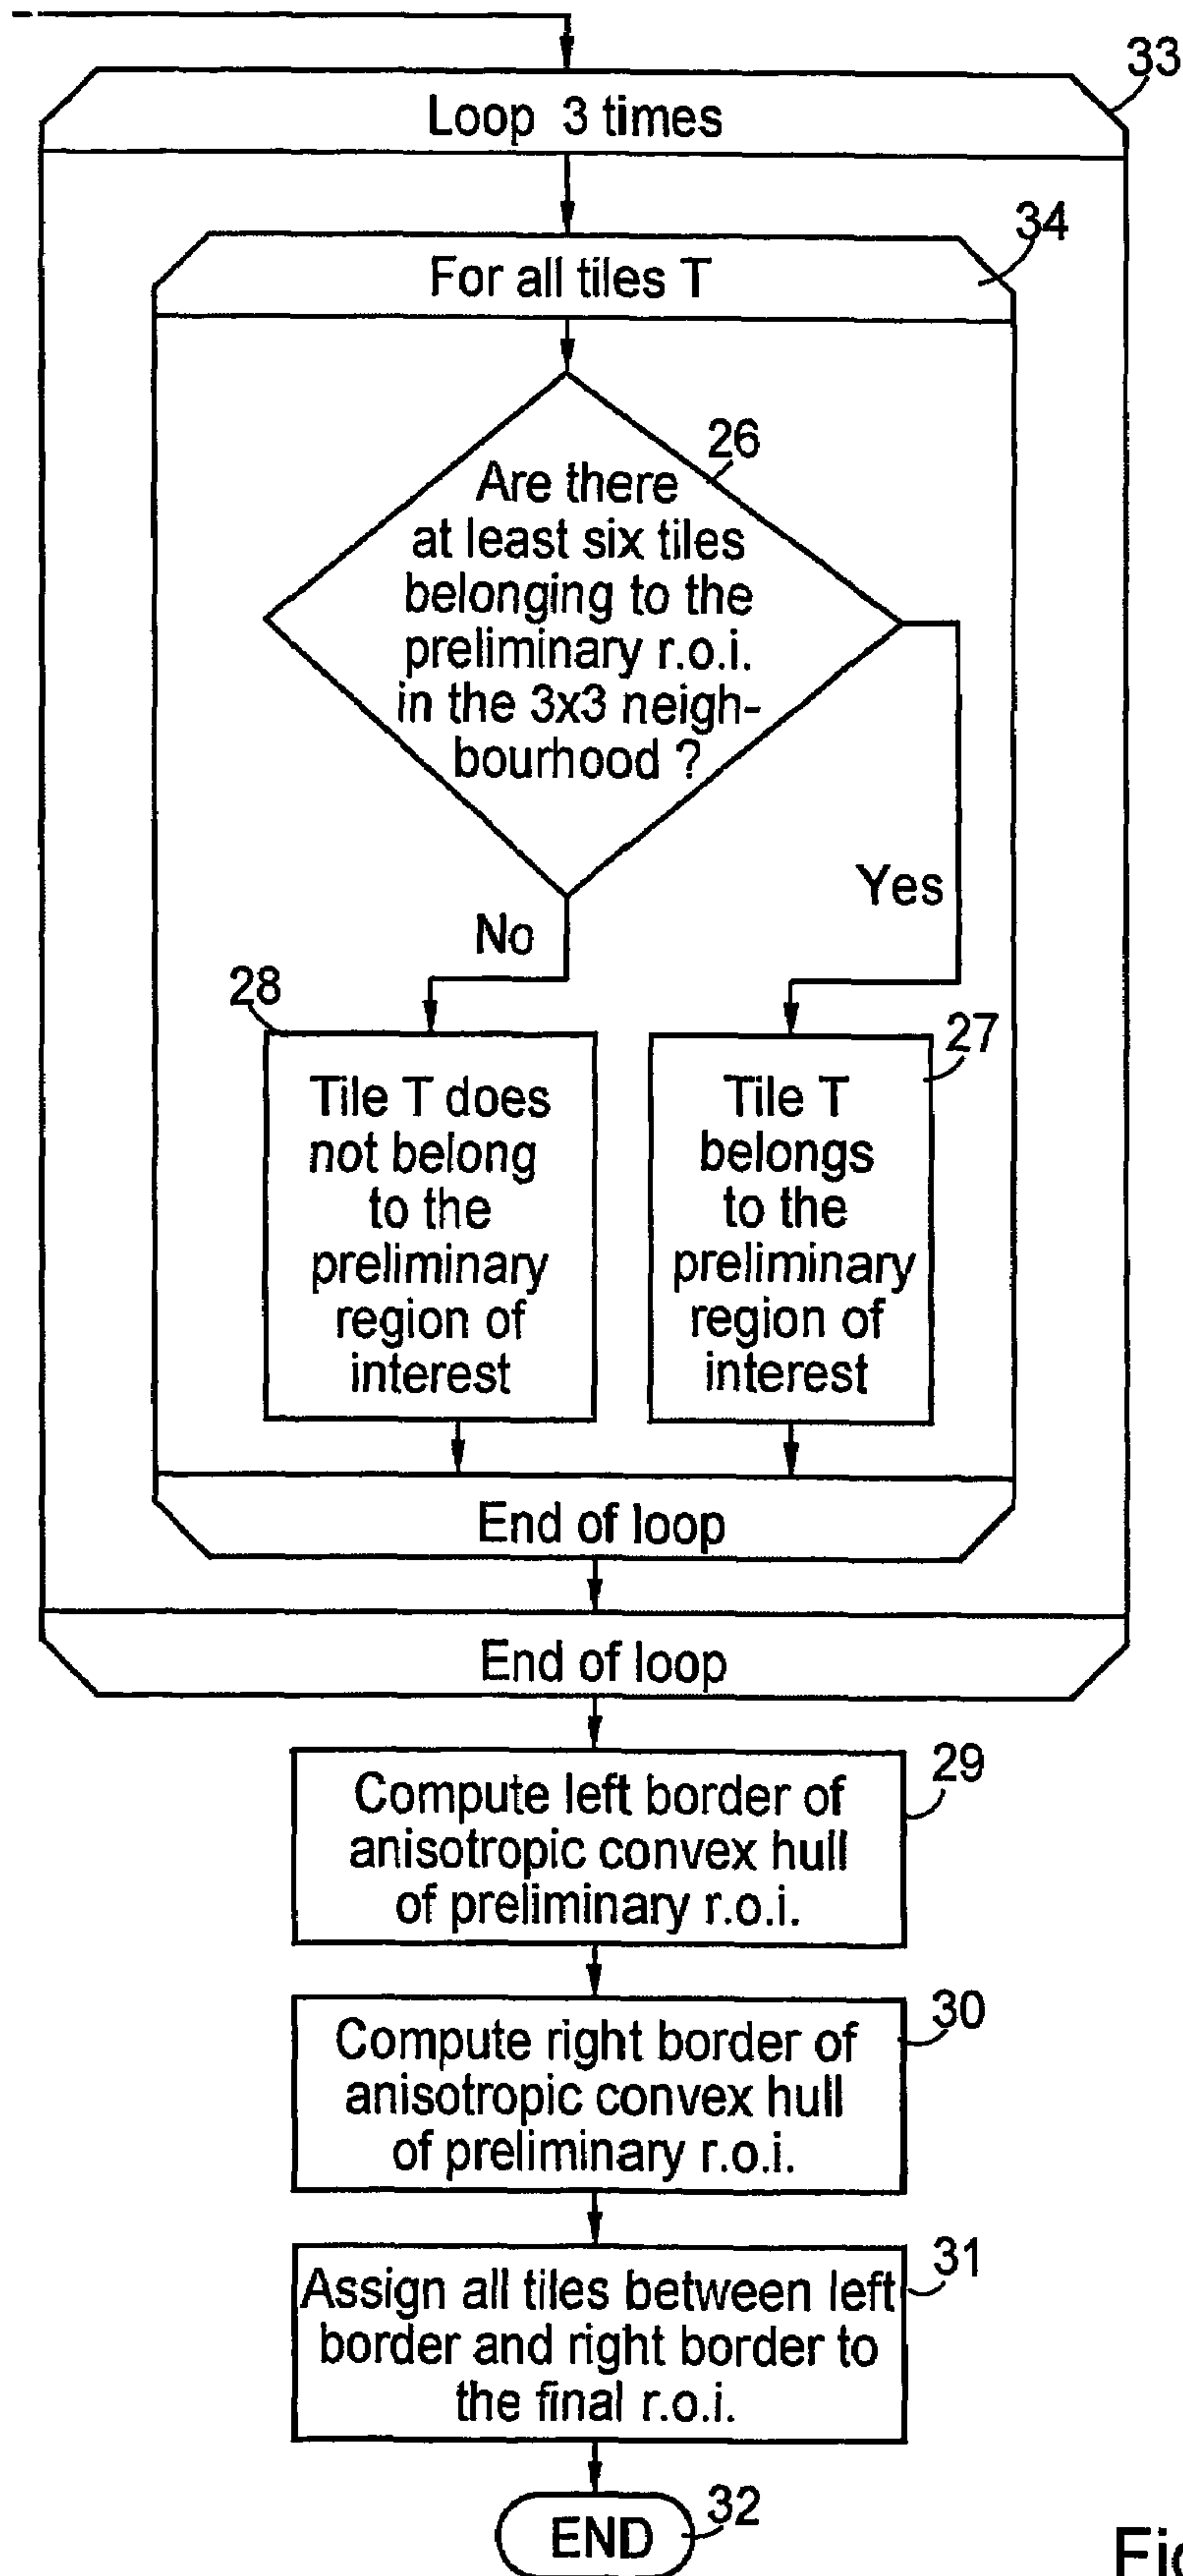 33
Loop 3 times
34
For all tiles T
26
Are there
at least six tiles
belonging to the
preliminary r.o.i.
in the 3x3 neigh-
bourhood ?
Yes
No
28
27
Tile T does
not belong
to the
preliminary
region of
interest
Tile T
belongs
to the
preliminary
region of
interest
End of loop
End of loop
29
Compute left border of
anisotropic convex hull
of preliminary r.o.i.
30
Compute right border of
anisotropic convex hull
of preliminary r.o.i.
31
Assign all tiles between left
border and right border to
the final r.o.i.
32
END